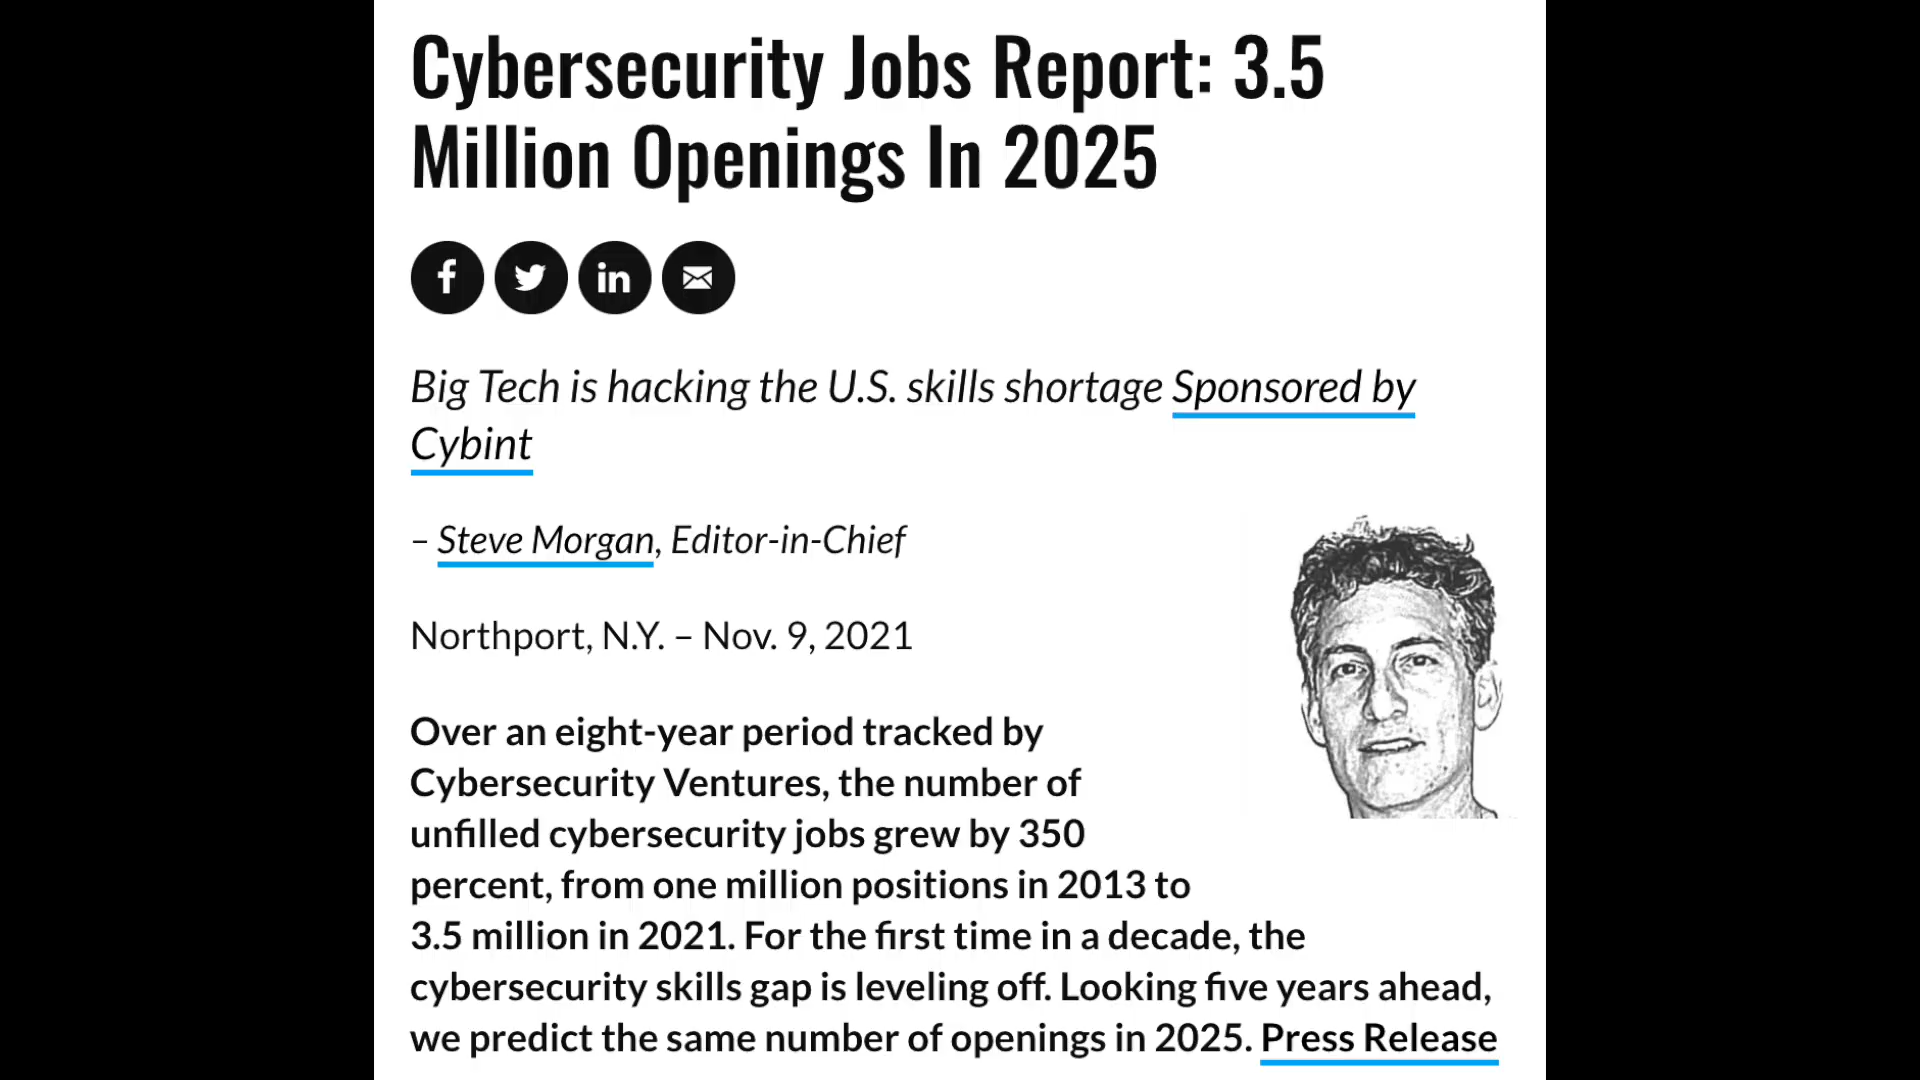 Cybersecurity Jobs Report: 3.5
Million Openings In 2025
Big Tech is hacking the U.S. skills shortage Sponsored by
Cybint
– Steve Morgan, Editor-in-Chief
Northport, N.Y. – Nov. 9, 2021
Over an eight-year period tracked by
Cybersecurity Ventures, the number of
unfilled cybersecurity jobs grew by 350
percent, from one million positions in 2013 to
3.5 million in 2021. For the first time in a decade, the
cybersecurity skills gap is leveling off. Looking five years ahead,
we predict the same number of openings in 2025. Press Release